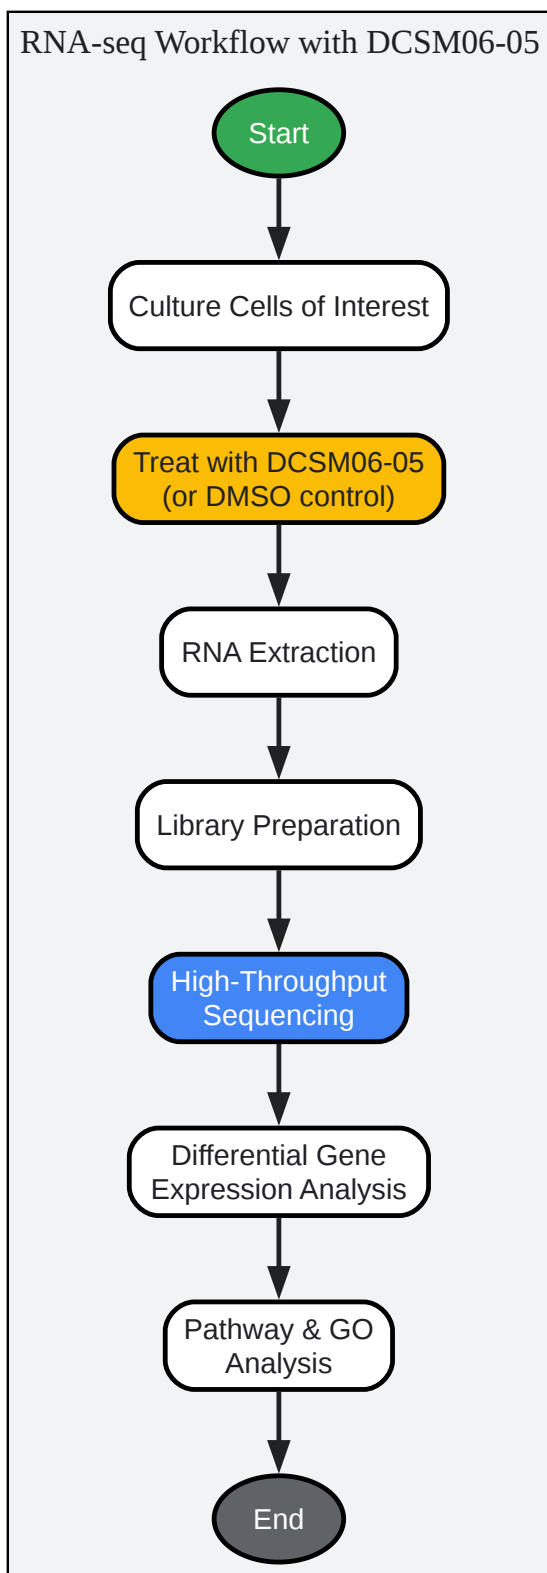 RNA-seq Workflow with DCSM06-05
Start
Culture Cells of Interest
Treat with DCSM06-05
(or DMSO control)
RNA Extraction
Library Preparation
High-Throughput
Sequencing
Differential Gene
Expression Analysis
Pathway & GO
Analysis
End